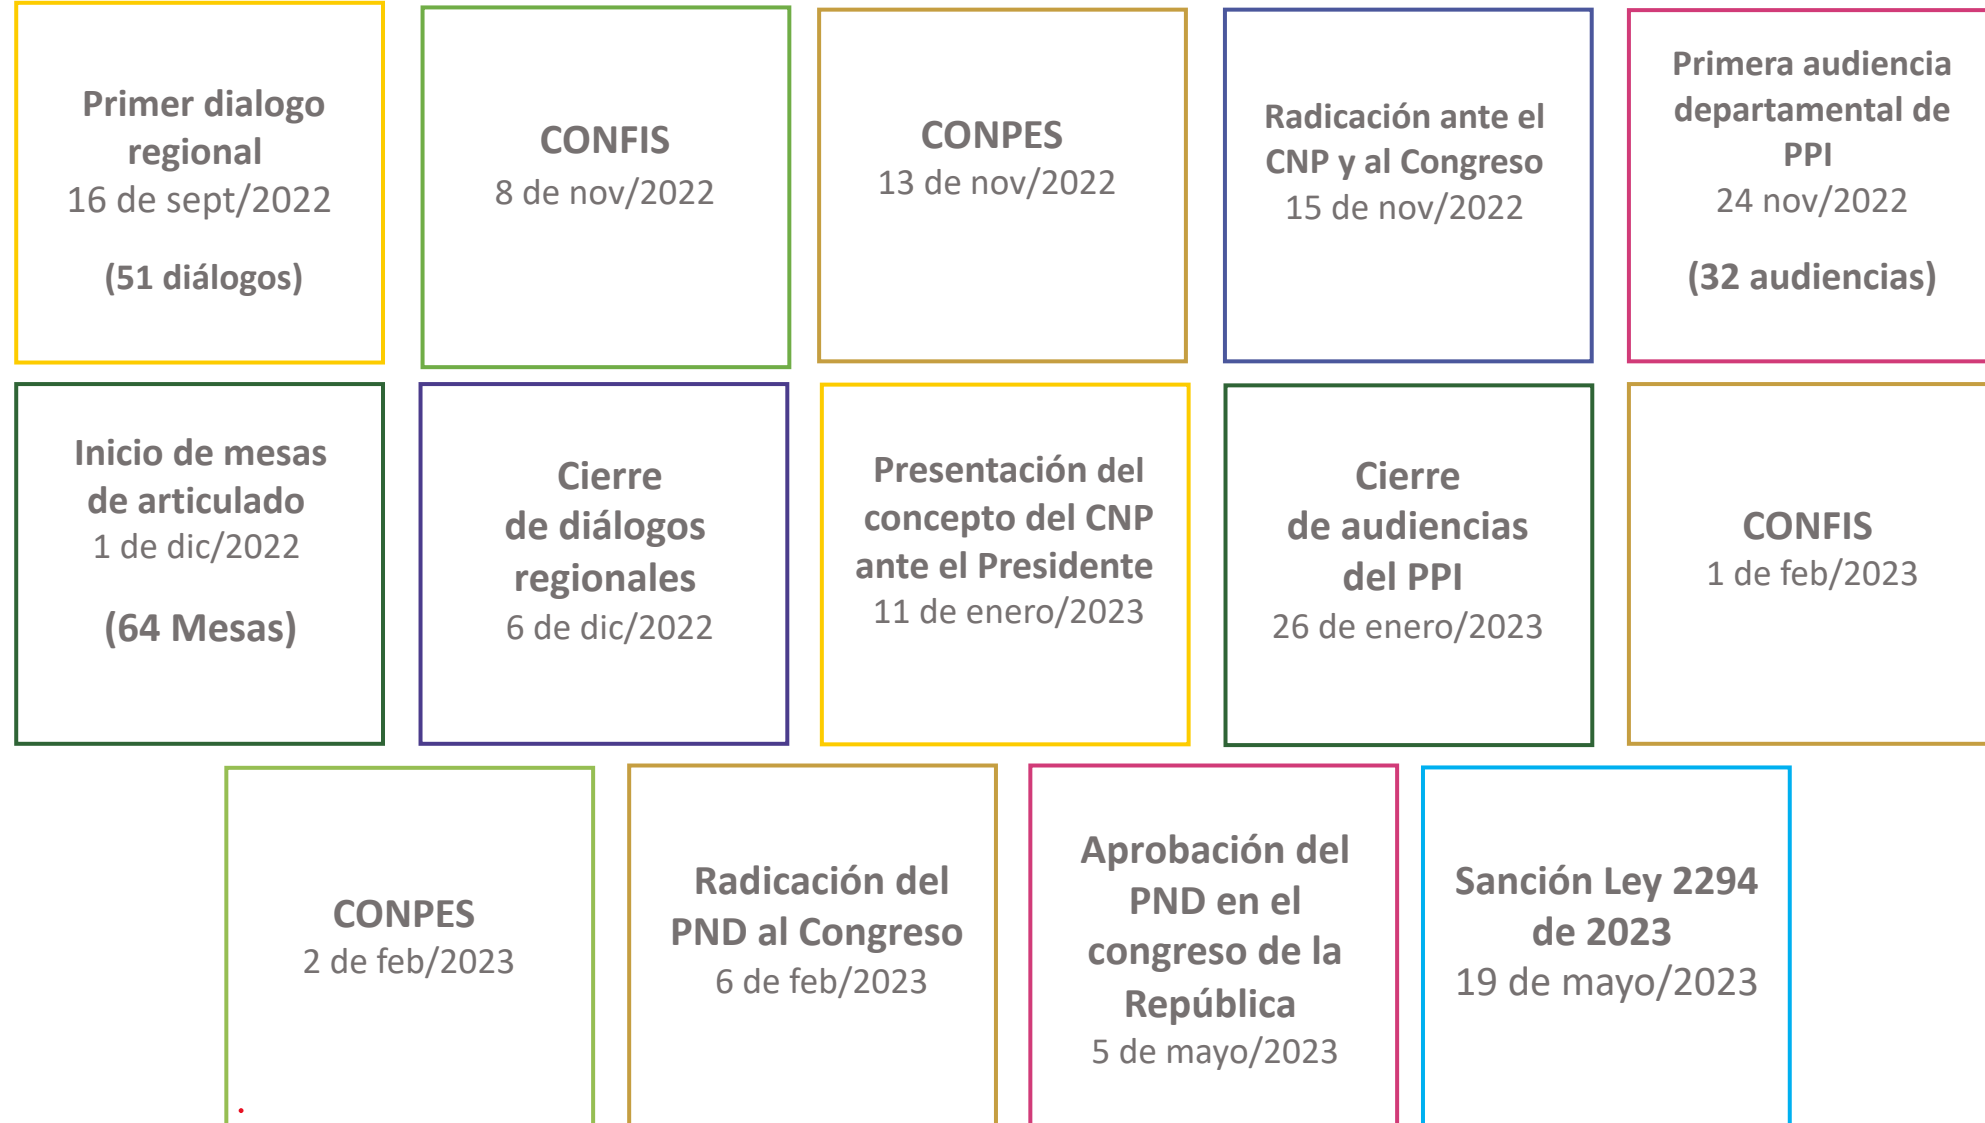 Primer dialogo
regional
16 de sept/2022
(51 diálogos)
CONFIS
8 de nov/2022
CONPES
13 de nov/2022
Radicación ante el
CNP y al Congreso
15 de nov/2022
Primera audiencia
departamental de
PPI
24 nov/2022
(32 audiencias)
Inicio de mesas
de articulado
1 de dic/2022
(64 Mesas)
Cierre
de diálogos
regionales
6 de dic/2022
Presentación del
concepto del CNP
ante el Presidente
11 de enero/2023
Cierre
de audiencias
del PPI
26 de enero/2023
CONFIS
1 de feb/2023
CONPES
2 de feb/2023
Radicación del
PND al Congreso
6 de feb/2023
Aprobación del
PND en el
congreso de la
República
5 de mayo/2023
Sanción Ley 2294
de 2023
19 de mayo/2023